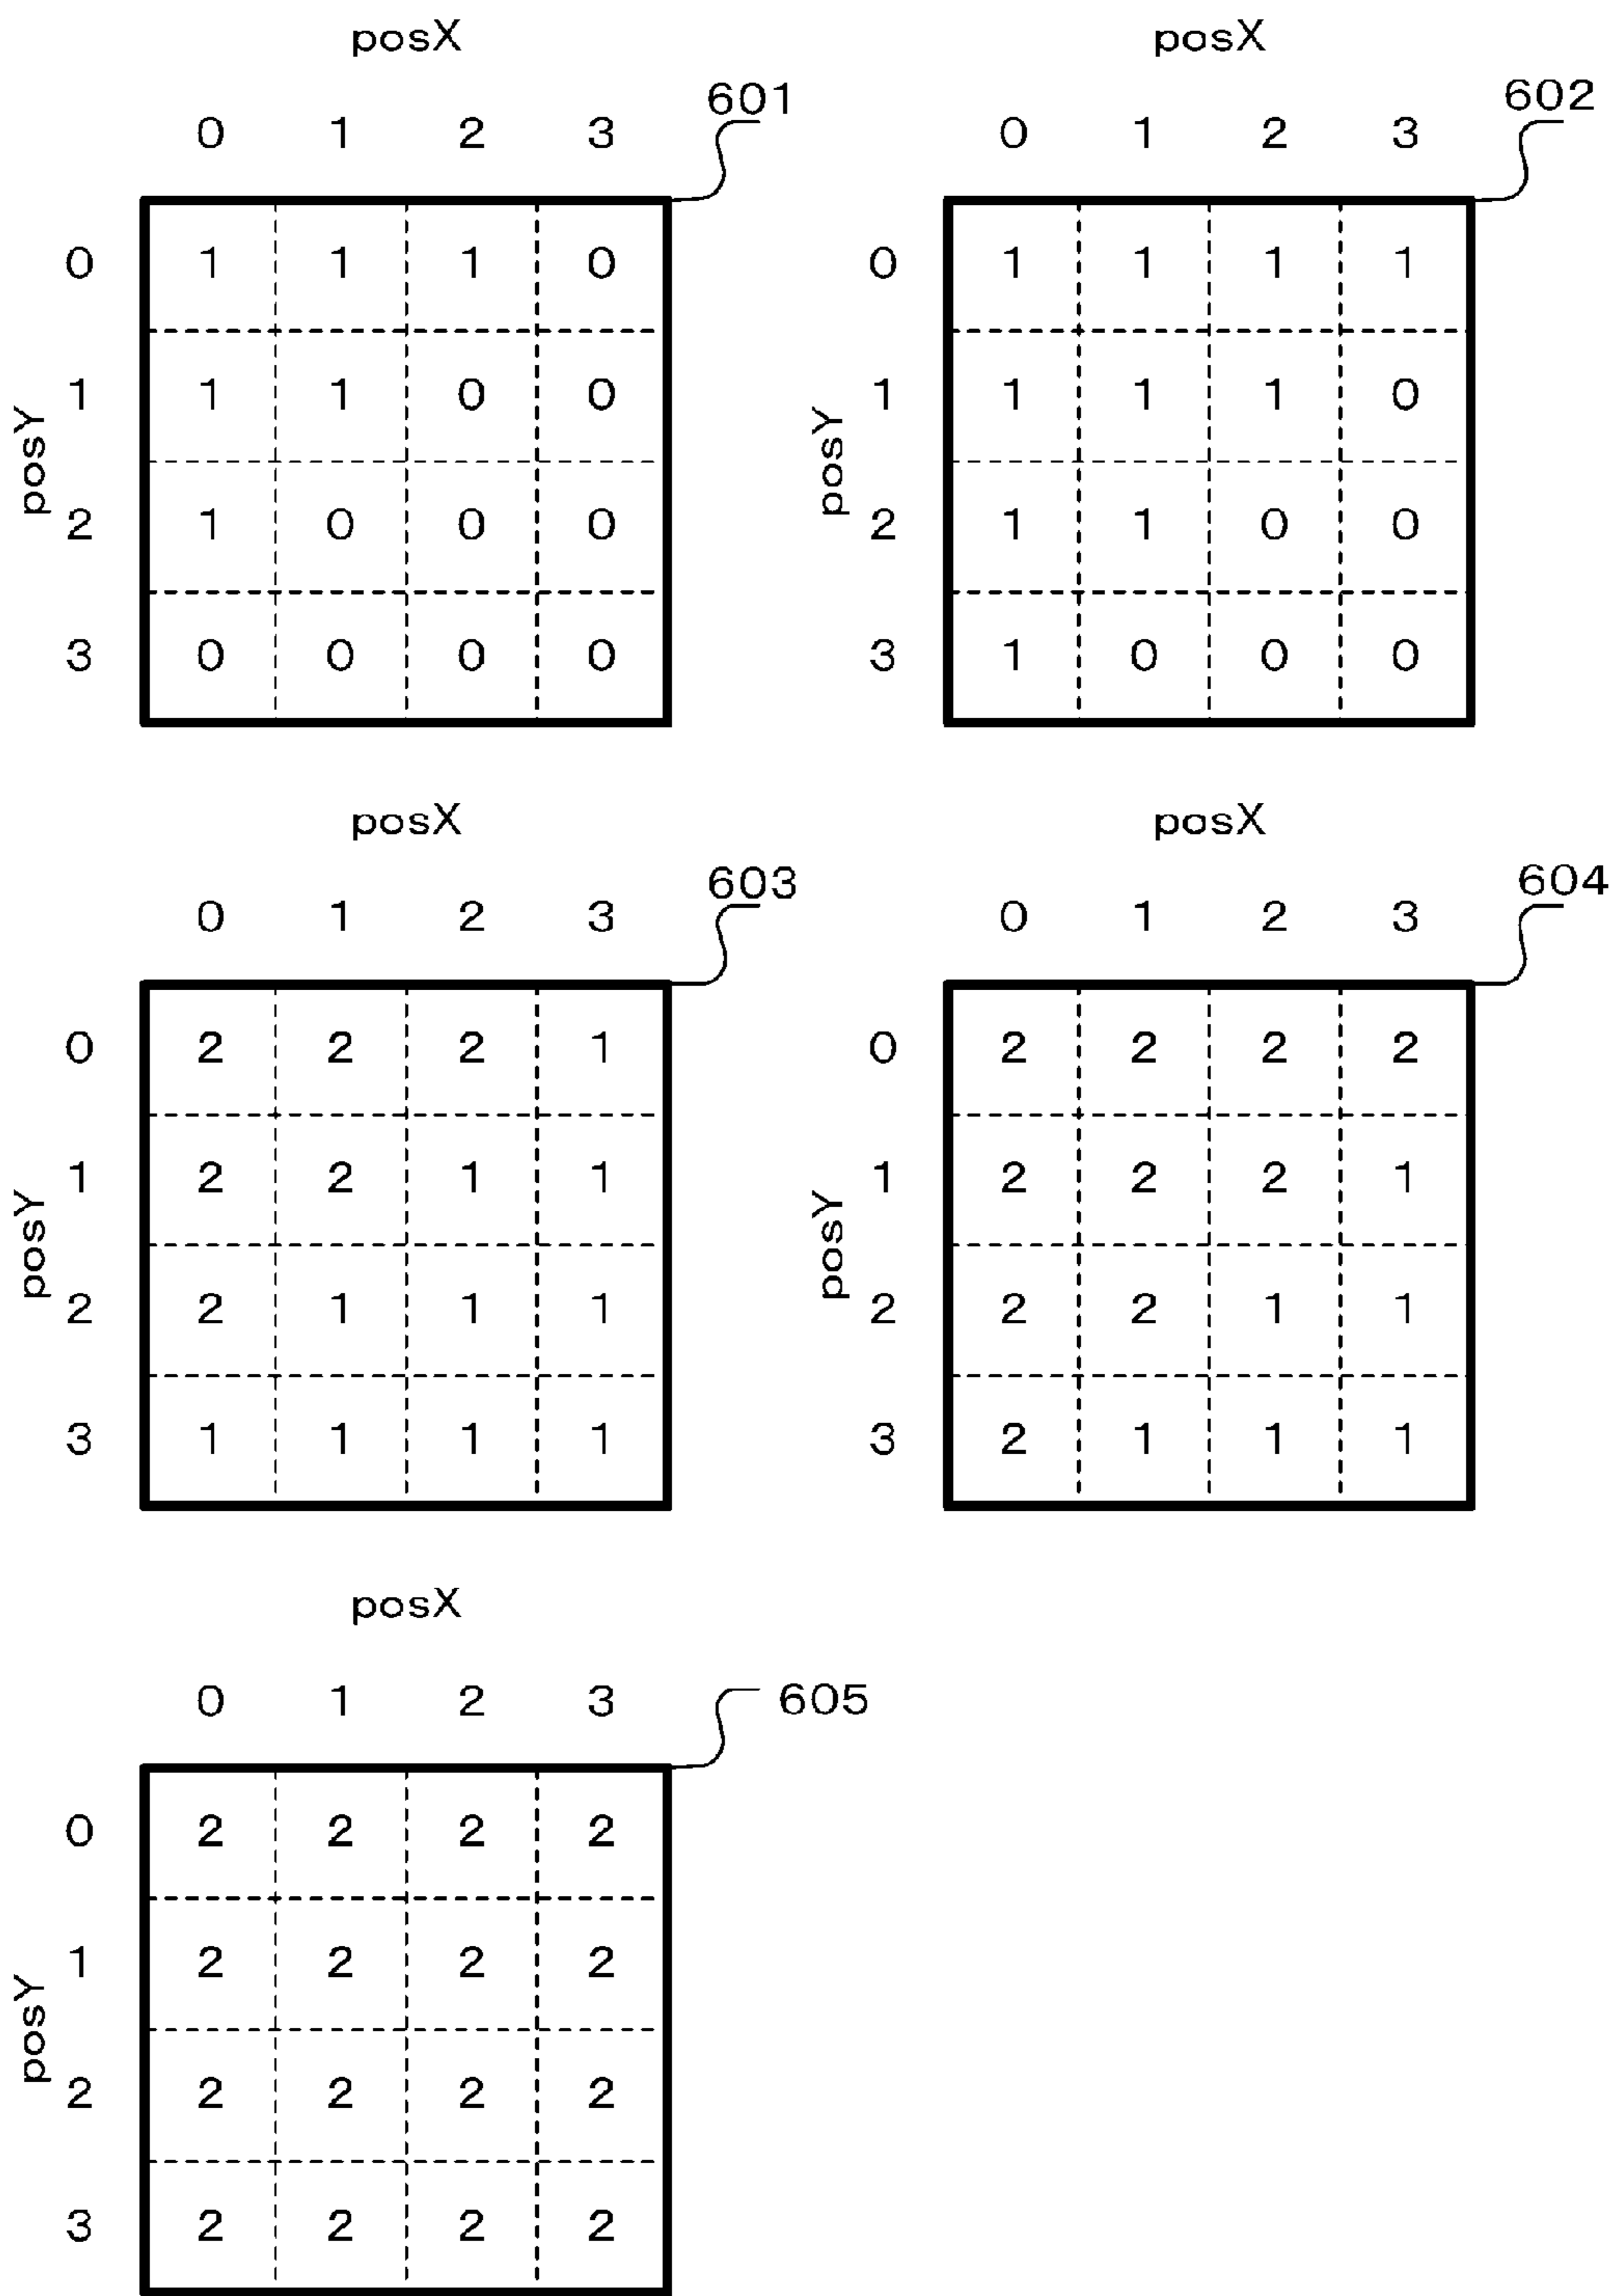 posX
601
0 1 2 3
posY
0 1 1 1 0
1 1 1 0 0
2 1 0 0 0
3 0 0 0 0
posX
602
0 1 2 3
posY
0 1 1 1 1
1 1 1 1 0
2 1 1 0 0
3 1 0 0 0
posX
603
0 1 2 3
posY
0 2 2 2 1
1 2 2 1 1
2 2 1 1 1
3 1 1 1 1
posX
604
0 1 2 3
posY
0 2 2 2 2
1 2 2 2 1
2 2 2 1 1
3 2 1 1 1
posX
605
0 1 2 3
posY
0 2 2 2 2
1 2 2 2 2
2 2 2 2 2
3 2 2 2 2